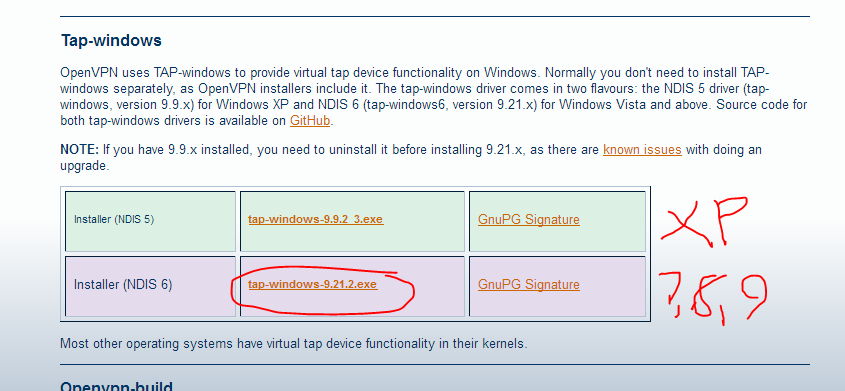 Tap-windows
OpenVPN uses TAP-windows to provide virtual tap device functionality on Windows. Normally you don't need to install TAP-
windows separately, as OpenVPN installers include it. The tap-windows driver comes in two flavours: the NDIS 5 driver (tap-
windows, version 9.9.x) for Windows XP and NDIS 6 (tap-windows6, version 9.21.x) for Windows Vista and above. Source code for
both tap-windows drivers is available on GitHub.
NOTE: If you have 9.9.x installed, you need to uninstall it before installing 9.21.x, as there are known issues with doing an
upgrade.
Installer (NDIS 5) tap-windows-9.9.2_3.exe GnuPG Signature XP
Installer (NDIS 6) tap-windows-9.21.2.exe GnuPG Signature
Most other operating systems have virtual tap device functionality in their kernels.
Openvpn-build